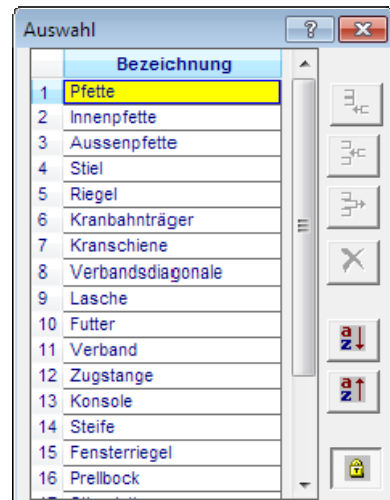 Auswahl
Bezeichnung
1 Pfette
2 Innenpfette
3 Aussenpfette
4 Stiel
5 Riegel
6 Kranbahnträger
7 Kranschiene
8 Verbandsdiagonale
9 Lasche
10 Futter
11 Verband
12 Zugstange
13 Konsole
14 Steife
15 Fensterriegel
16 Prellbock